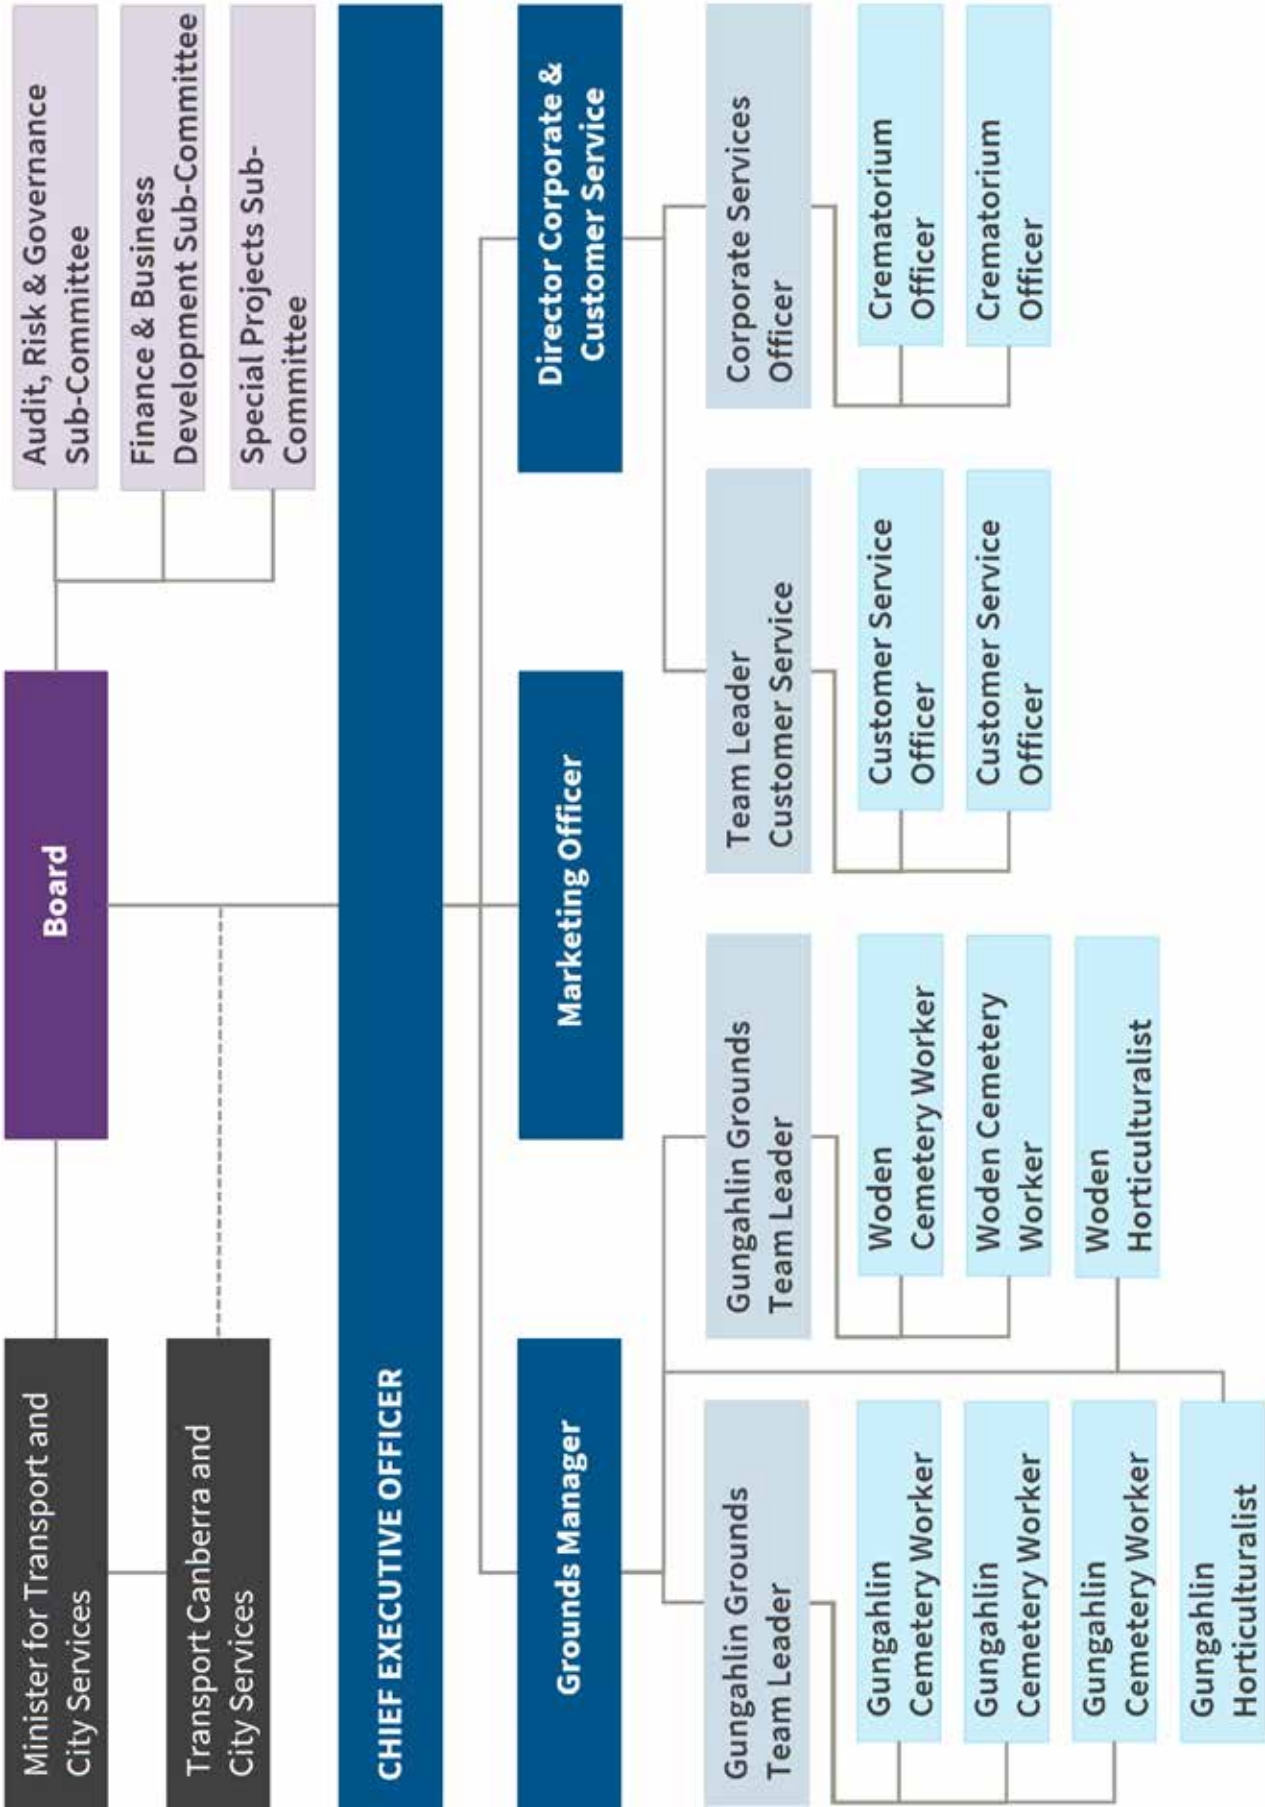 Minister for Transport and
City Services
Board
Audit, Risk & Governance
Sub-Committee
Finance & Business
Development Sub-Committee
Special Projects Sub-
Committee
Transport Canberra and
City Services
CHIEF EXECUTIVE OFFICER
Grounds Manager
Marketing Officer
Director Corporate &
Customer Service
Gungahlin Grounds
Team Leader
Gungahlin Grounds
Team Leader
Team Leader
Customer Service
Corporate Services
Officer
Gungahlin
Cemetery Worker
Gungahlin
Cemetery Worker
Gungahlin
Cemetery Worker
Gungahlin
Horticulturalist
Woden
Cemetery Worker
Woden Cemetery
Worker
Woden
Horticulturalist
Customer Service
Officer
Customer Service
Officer
Crematorium
Officer
Crematorium
Officer